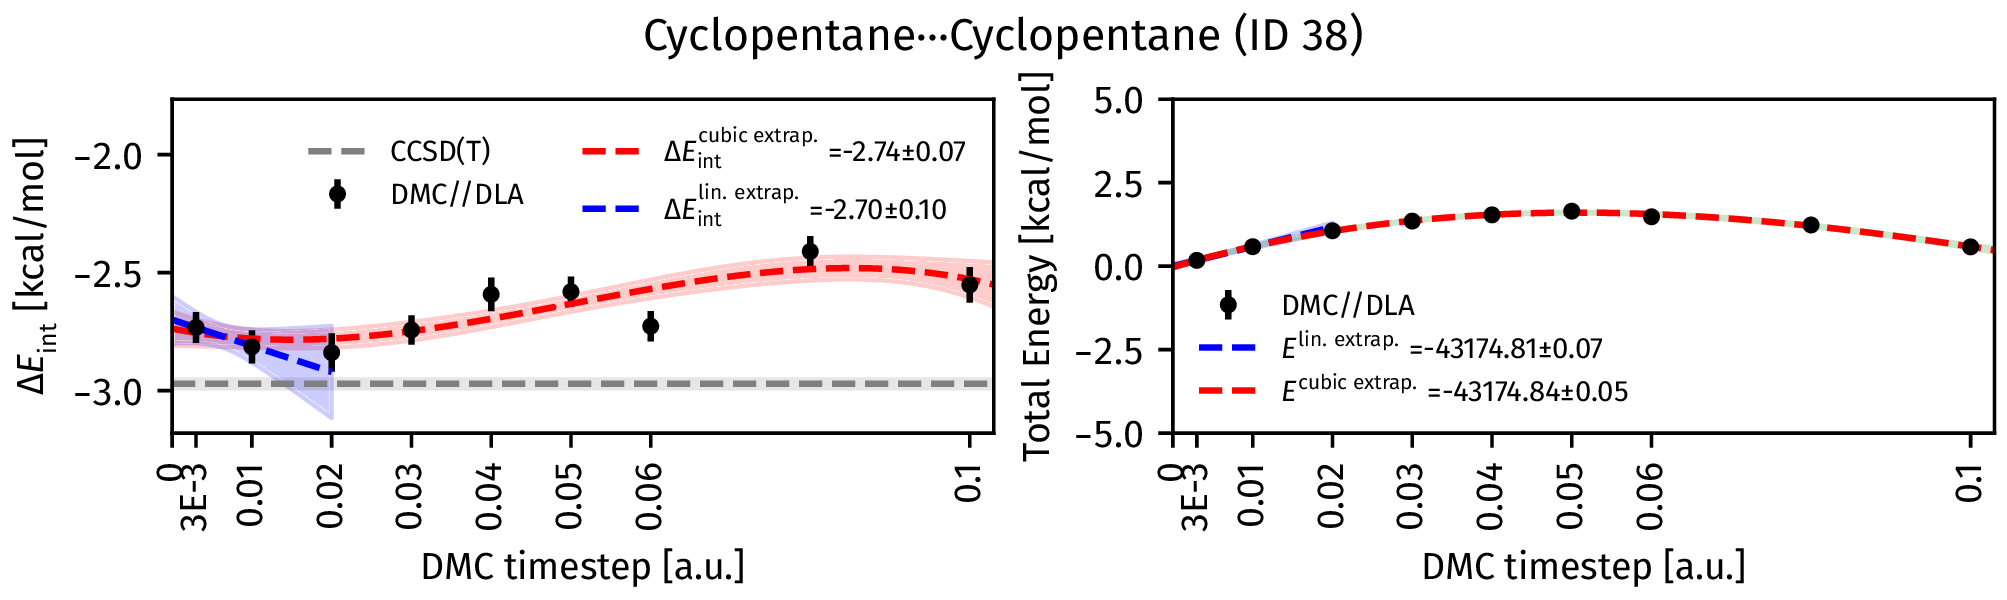 Cyclopentane···Cyclopentane (ID 38)
ΔE_int [kcal/mol]
−2.0
−2.5
−3.0
CCSD(T)
DMC//DLA
ΔE_int^cubic extrap. =-2.74±0.07
ΔE_int^lin. extrap. =-2.70±0.10
0
3E-3
0.01
0.02
0.03
0.04
0.05
0.06
0.1
DMC timestep [a.u.]
Total Energy [kcal/mol]
5.0
2.5
0.0
−2.5
−5.0
DMC//DLA
E^lin. extrap. =-43174.81±0.07
E^cubic extrap. =-43174.84±0.05
0
3E-3
0.01
0.02
0.03
0.04
0.05
0.06
0.1
DMC timestep [a.u.]